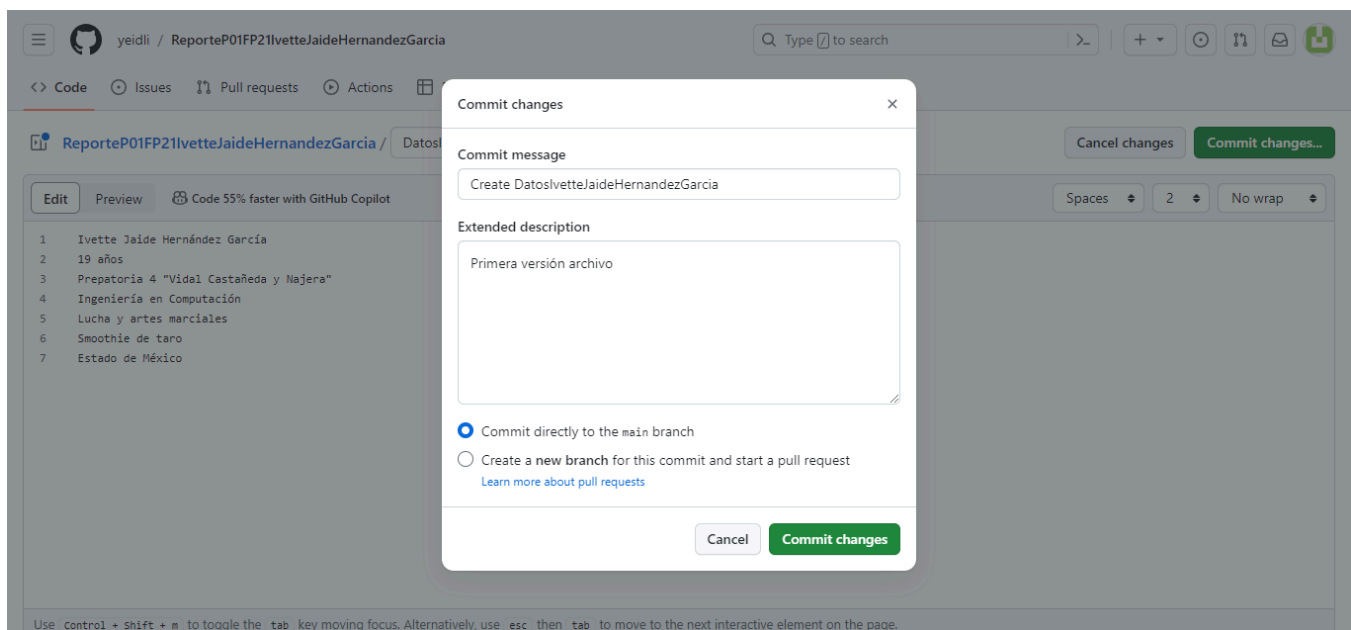 yeidli / ReporteP01FP21IvetteJaideHernandezGarcia
Type / to search
Code
Issues
Pull requests
Actions
Commit changes
ReporteP01FP21IvetteJaideHernandezGarcia /
Cancel changes
Commit changes...
Commit message
Create DatosIvetteJaideHernandezGarcia
Edit
Preview
Code 55% faster with GitHub Copilot
Spaces
2
No wrap
Extended description
Primera versión archivo
1 Ivette Jaide Hernández García
2 19 años
3 Prepatoria 4 "Vidal Castañeda y Najera"
4 Ingeniería en Computación
5 Lucha y artes marciales
6 Smoothie de taro
7 Estado de México
Commit directly to the main branch
Create a new branch for this commit and start a pull request
Learn more about pull requests
Cancel
Commit changes
Use Control + Shift + m to toggle the tab key moving focus. Alternatively, use esc then tab to move to the next interactive element on the page.